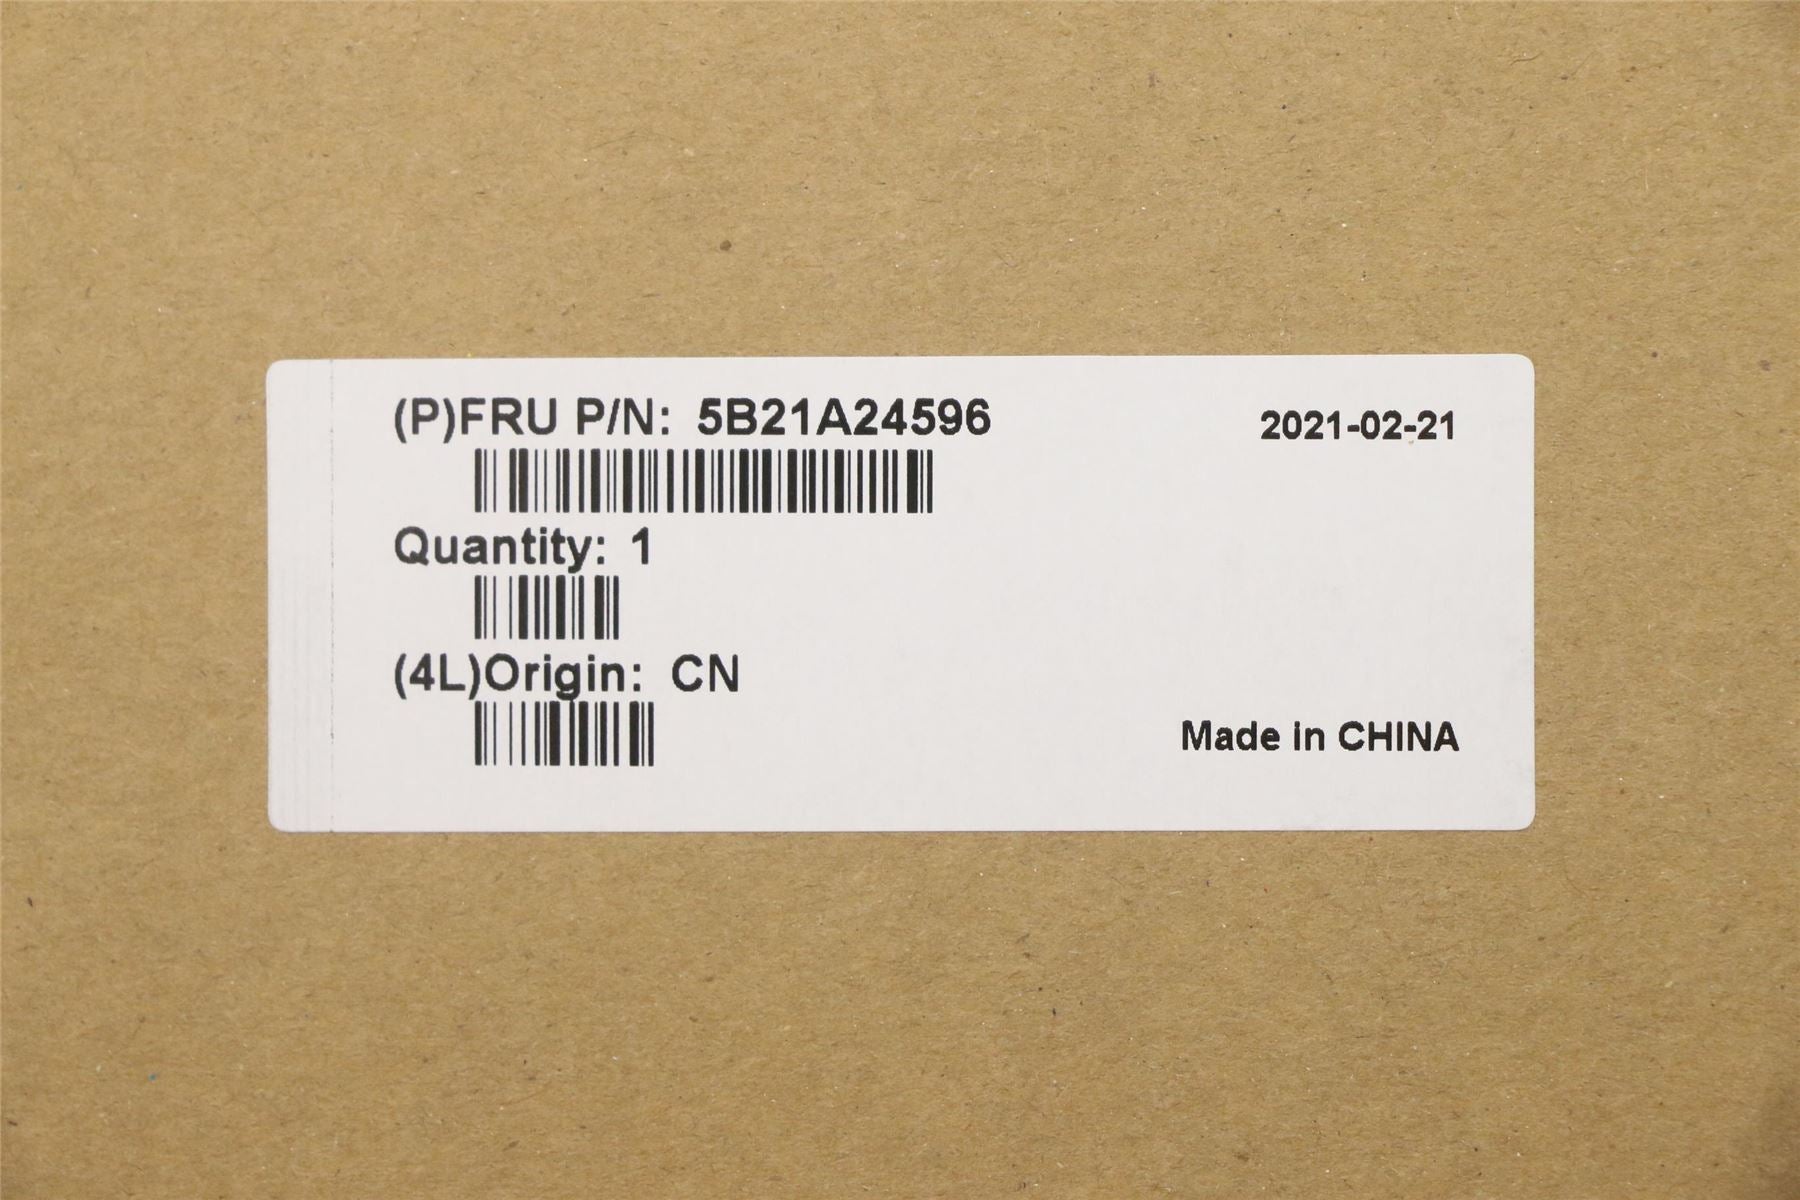 (P)FRU P/N: 5B21A24596
2021-02-21
Quantity: 1
(4L)Origin: CN
Made in CHINA